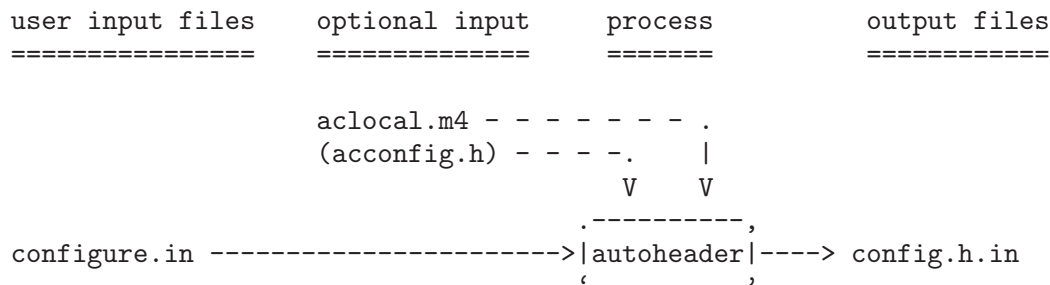 user input files    optional input     process          output files
================    ==============     =======          ============

                    aclocal.m4 - - - - - - - .
                    (acconfig.h) - - - -.    |
                                        V    V
                                     .----------,
configure.in ----------------------->|autoheader|----> config.h.in
                                     ‘          ’